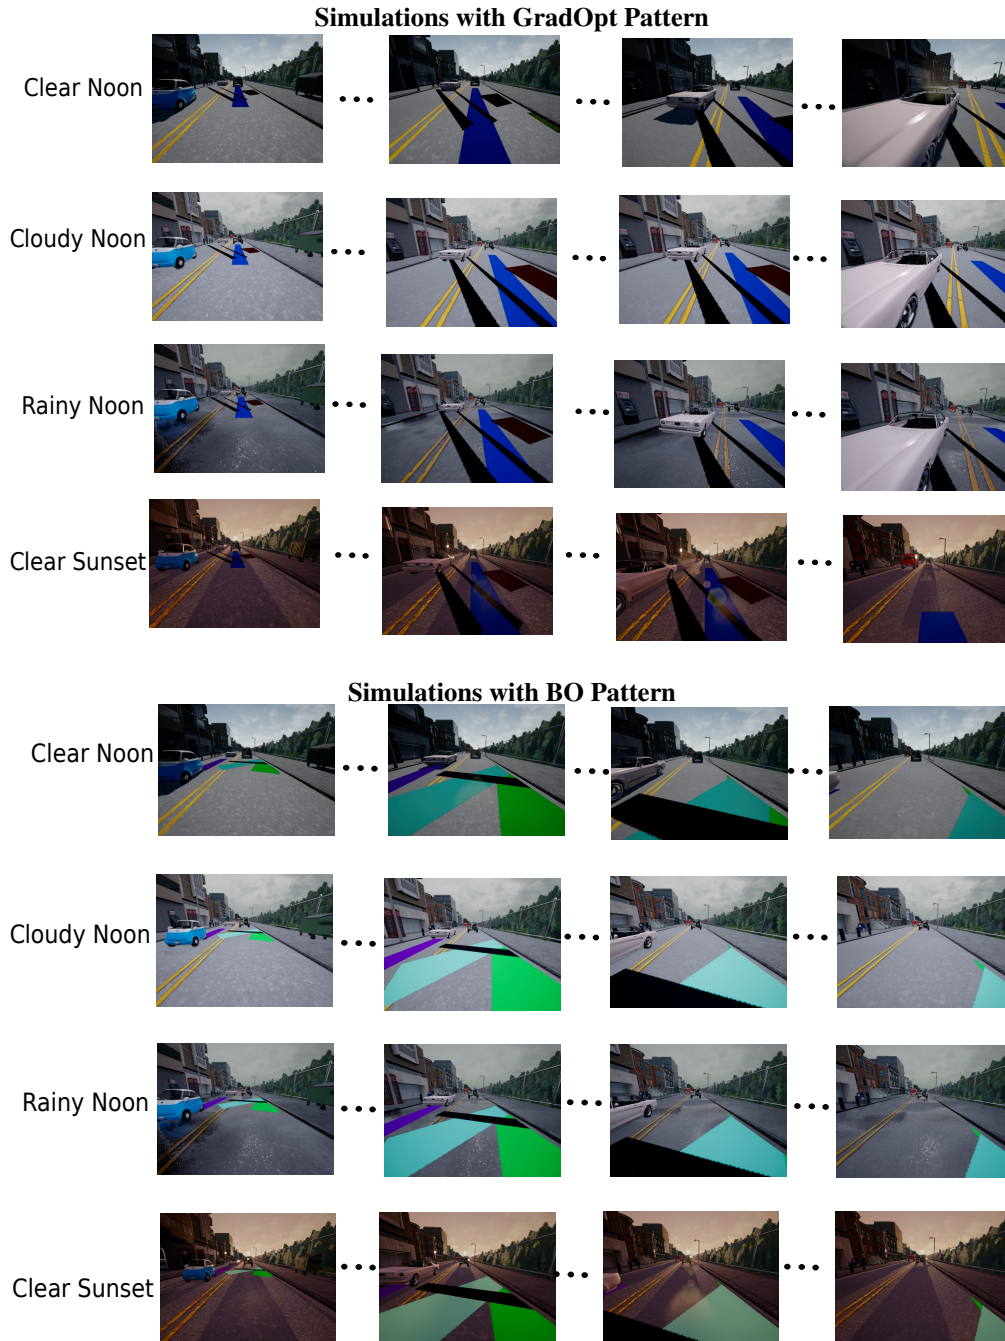 Simulations with GradOpt Pattern
Clear Noon
Cloudy Noon
Rainy Noon
Clear Sunset
Simulations with BO Pattern
Clear Noon
Cloudy Noon
Rainy Noon
Clear Sunset